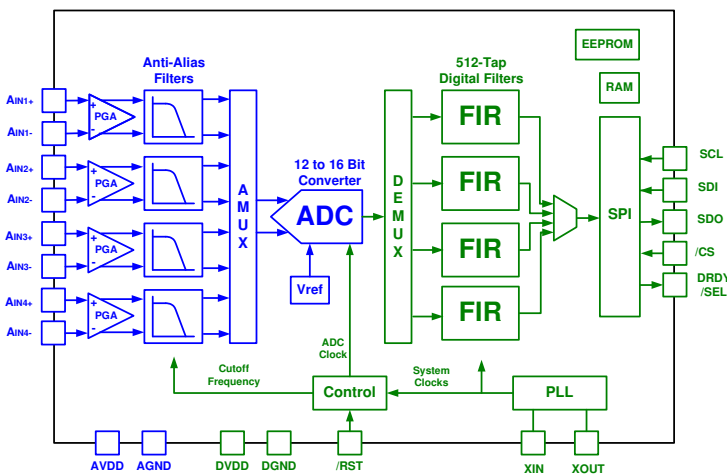 EEPROM
RAM
Anti-Alias
Filters
512-Tap
Digital Filters
AIN1+
AIN1-
AIN2+
AIN2-
AIN3+
AIN3-
AIN4+
AIN4-
+
PGA
-
+
PGA
-
+
PGA
-
+
PGA
-
AMUX
12 to 16 Bit
Converter
ADC
Vref
DEMUX
FIR
FIR
FIR
FIR
SPI
SCL
SDI
SDO
/CS
DRDY
/SEL
ADC
Clock
Cutoff
Frequency
System
Clocks
Control
PLL
AVDD
AGND
DVDD
DGND
/RST
XIN
XOUT